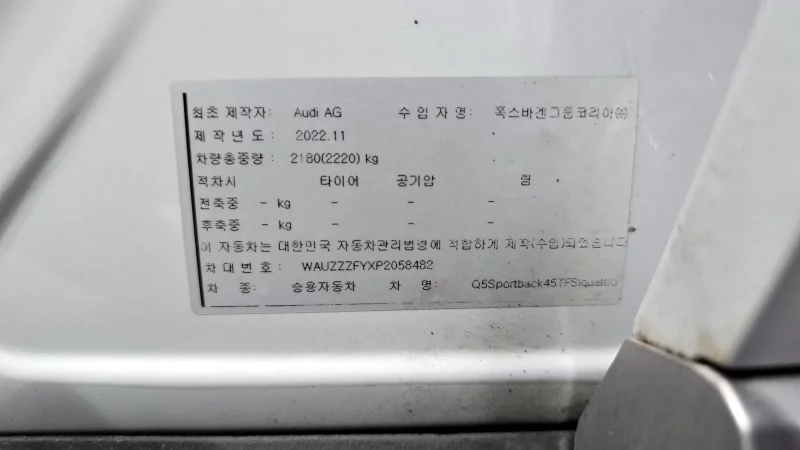 최초 제작자: Audi AG 수 입 자 명: 폭스바겐그룹코리아㈜
제 작 년 도 : 2022.11
차량총중량 : 2180(2220) kg
적차시 타이어 공기압 림
전축중 - kg - - -
후축중 - kg - - -
이 자동차는 대한민국 자동차관리법령에 적합하게 제작(수입)되었습니다
차 대 번 호 : WAUZZZFYXP2058482
차 종: 승용자동차 차 명: Q5Sportback45TFSIquattro